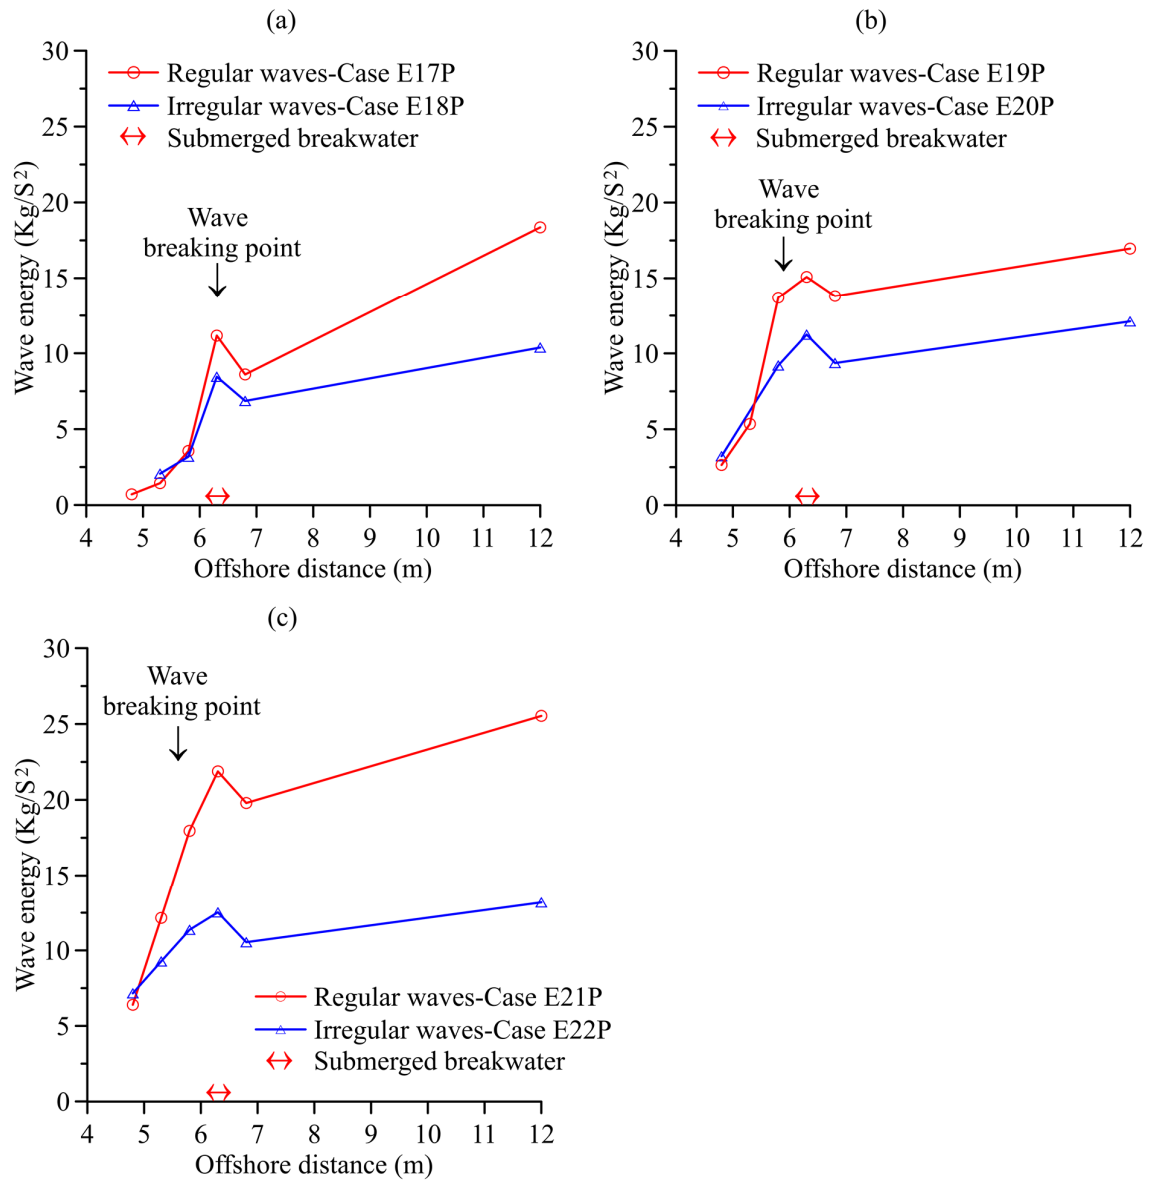 (a)
30
25
20
15
10
5
0
Wave energy (Kg/S²)
Regular waves-Case E17P
Irregular waves-Case E18P
Submerged breakwater
Wave
breaking point
4 5 6 7 8 9 10 11 12
Offshore distance (m)
(b)
30
25
20
15
10
5
0
Wave energy (Kg/S²)
Regular waves-Case E19P
Irregular waves-Case E20P
Submerged breakwater
Wave
breaking point
4 5 6 7 8 9 10 11 12
Offshore distance (m)
(c)
30
25
20
15
10
5
0
Wave energy (Kg/S²)
Wave
breaking point
Regular waves-Case E21P
Irregular waves-Case E22P
Submerged breakwater
4 5 6 7 8 9 10 11 12
Offshore distance (m)